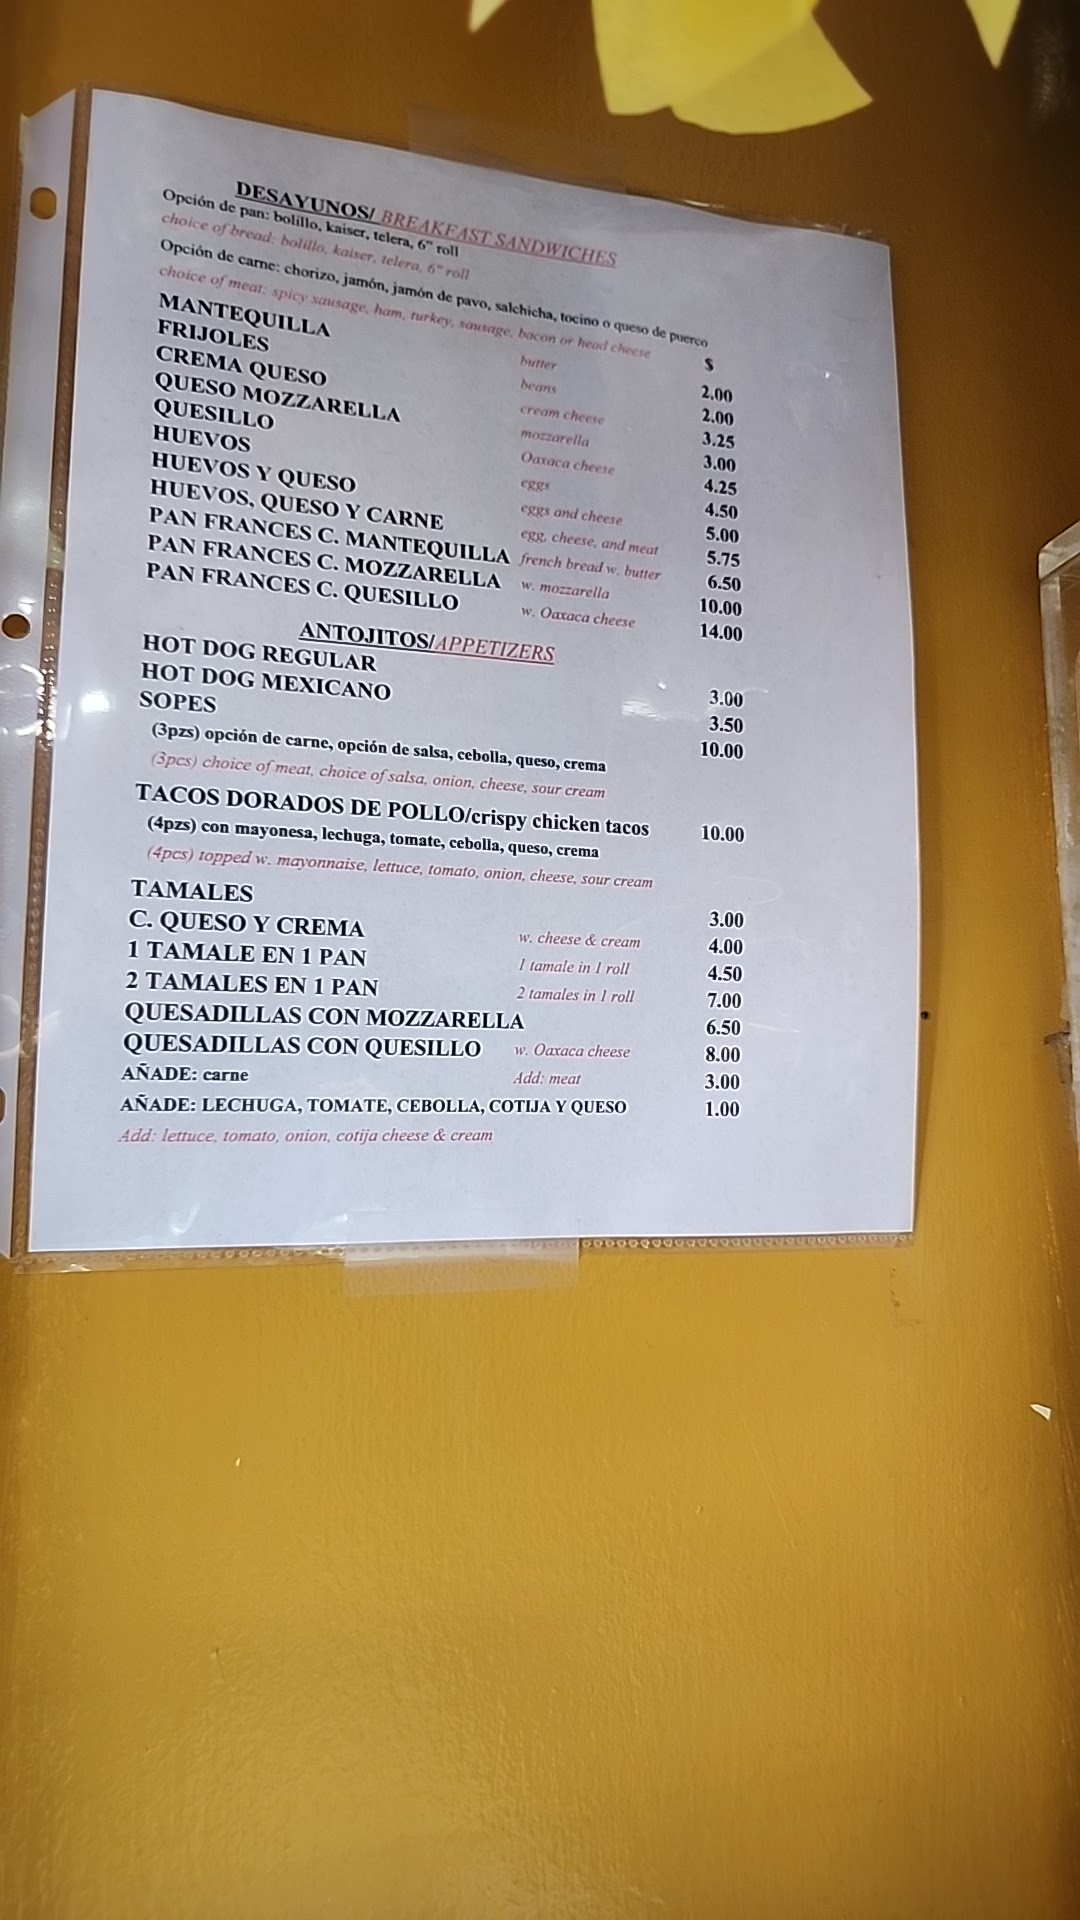 DESAYUNOS/ BREAKFAST SANDWICHES
Opción de pan: bolillo, kaiser, telera, 6" roll
choice of bread: bolillo, kaiser, telera, 6" roll
Opción de carne: chorizo, jamón, jamón de pavo, salchicha, tocino o queso de puerco
choice of meat: spicy sausage, ham, turkey, sausage, bacon or head cheese
$
MANTEQUILLA butter 2.00
FRIJOLES beans 2.00
CREMA QUESO cream cheese 3.25
QUESO MOZZARELLA mozzarella 3.00
QUESILLO Oaxaca cheese 4.25
HUEVOS eggs 4.50
HUEVOS Y QUESO eggs and cheese 5.00
HUEVOS, QUESO Y CARNE egg, cheese, and meat 5.75
PAN FRANCES C. MANTEQUILLA french bread w. butter 6.50
PAN FRANCES C. MOZZARELLA w. mozzarella 10.00
PAN FRANCES C. QUESILLO w. Oaxaca cheese 14.00
ANTOJITOS/APPETIZERS
HOT DOG REGULAR 3.00
HOT DOG MEXICANO 3.50
SOPES 10.00
(3pzs) opción de carne, opción de salsa, cebolla, queso, crema
(3pcs) choice of meat, choice of salsa, onion, cheese, sour cream
TACOS DORADOS DE POLLO/crispy chicken tacos 10.00
(4pzs) con mayonesa, lechuga, tomate, cebolla, queso, crema
(4pcs) topped w. mayonnaise, lettuce, tomato, onion, cheese, sour cream
TAMALES 3.00
C. QUESO Y CREMA w. cheese & cream 4.00
1 TAMALE EN 1 PAN 1 tamale in 1 roll 4.50
2 TAMALES EN 1 PAN 2 tamales in 1 roll 7.00
QUESADILLAS CON MOZZARELLA 6.50
QUESADILLAS CON QUESILLO w. Oaxaca cheese 8.00
AÑADE: carne Add: meat 3.00
AÑADE: LECHUGA, TOMATE, CEBOLLA, COTIJA Y QUESO 1.00
Add: lettuce, tomato, onion, cotija cheese & cream